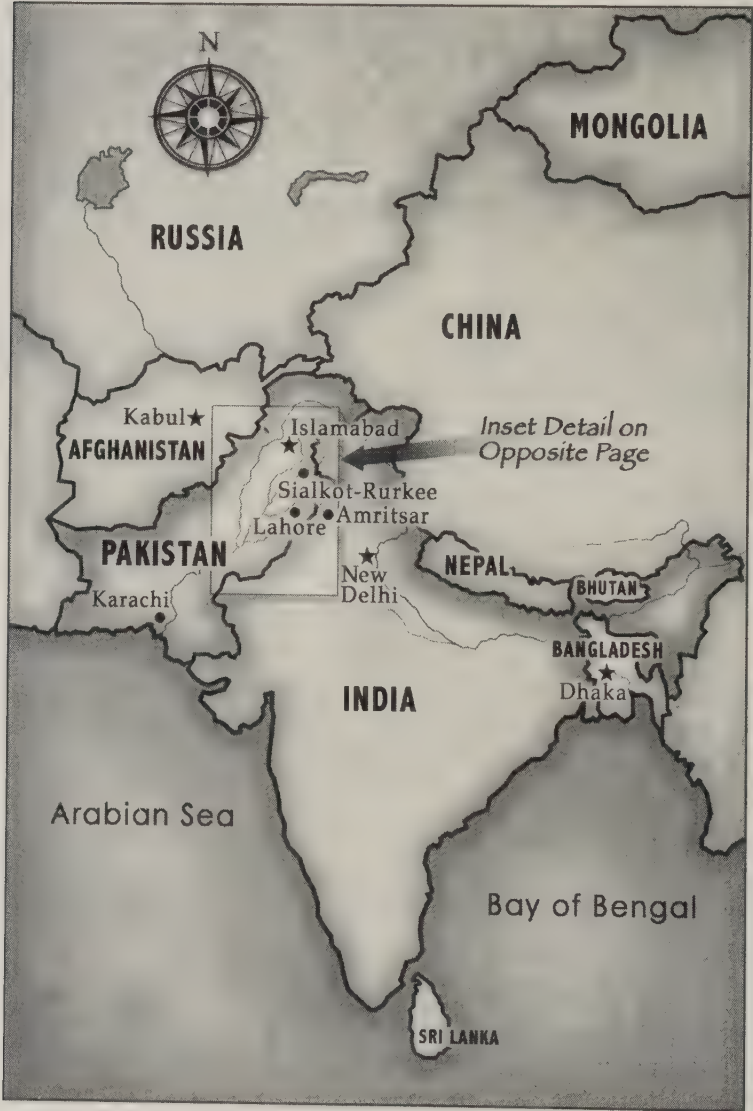 N
MONGOLIA
RUSSIA
CHINA
Kabul
Islamabad
Inset Detail on
Opposite Page
AFGHANISTAN
Sialkot-Rurkee
Lahore
Amritsar
PAKISTAN
New
Delhi
NEPAL
BHUTAN
Karachi
BANGLADESH
Dhaka
INDIA
Arabian Sea
Bay of Bengal
SRI LANKA